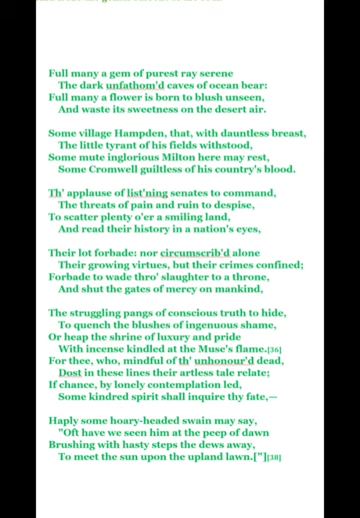 Full many a gem of purest ray serene
The dark unfathom'd caves of ocean bear:
Full many a flower is born to blush unseen,
And waste its sweetness on the desert air.
Some village Hampden, that, with dauntless breast,
The little tyrant of his fields withstood,
Some mute inglorious Milton here may rest,
Some Cromwell guiltless of his country's blood.
Th' applause of list'ning senates to command,
The threats of pain and ruin to despise,
To scatter plenty o'er a smiling land,
And read their history in a nation's eyes,
Their lot forbade: nor circumscrib'd alone
Their growing virtues, but their crimes confined;
Forbade to wade thro' slaughter to a throne,
And shut the gates of mercy on mankind,
The struggling pangs of conscious truth to hide,
To quench the blushes of ingenuous shame,
Or heap the shrine of luxury and pride
With incense kindled at the Muse's flame.[36]
For thee, who, mindful of th' unhonour'd dead,
Dost in these lines their artless tale relate;
If chance, by lonely contemplation led,
Some kindred spirit shall inquire thy fate,—
Haply some hoary-headed swain may say,
"Oft have we seen him at the peep of dawn
Brushing with hasty steps the dews away,
To meet the sun upon the upland lawn.["][38]